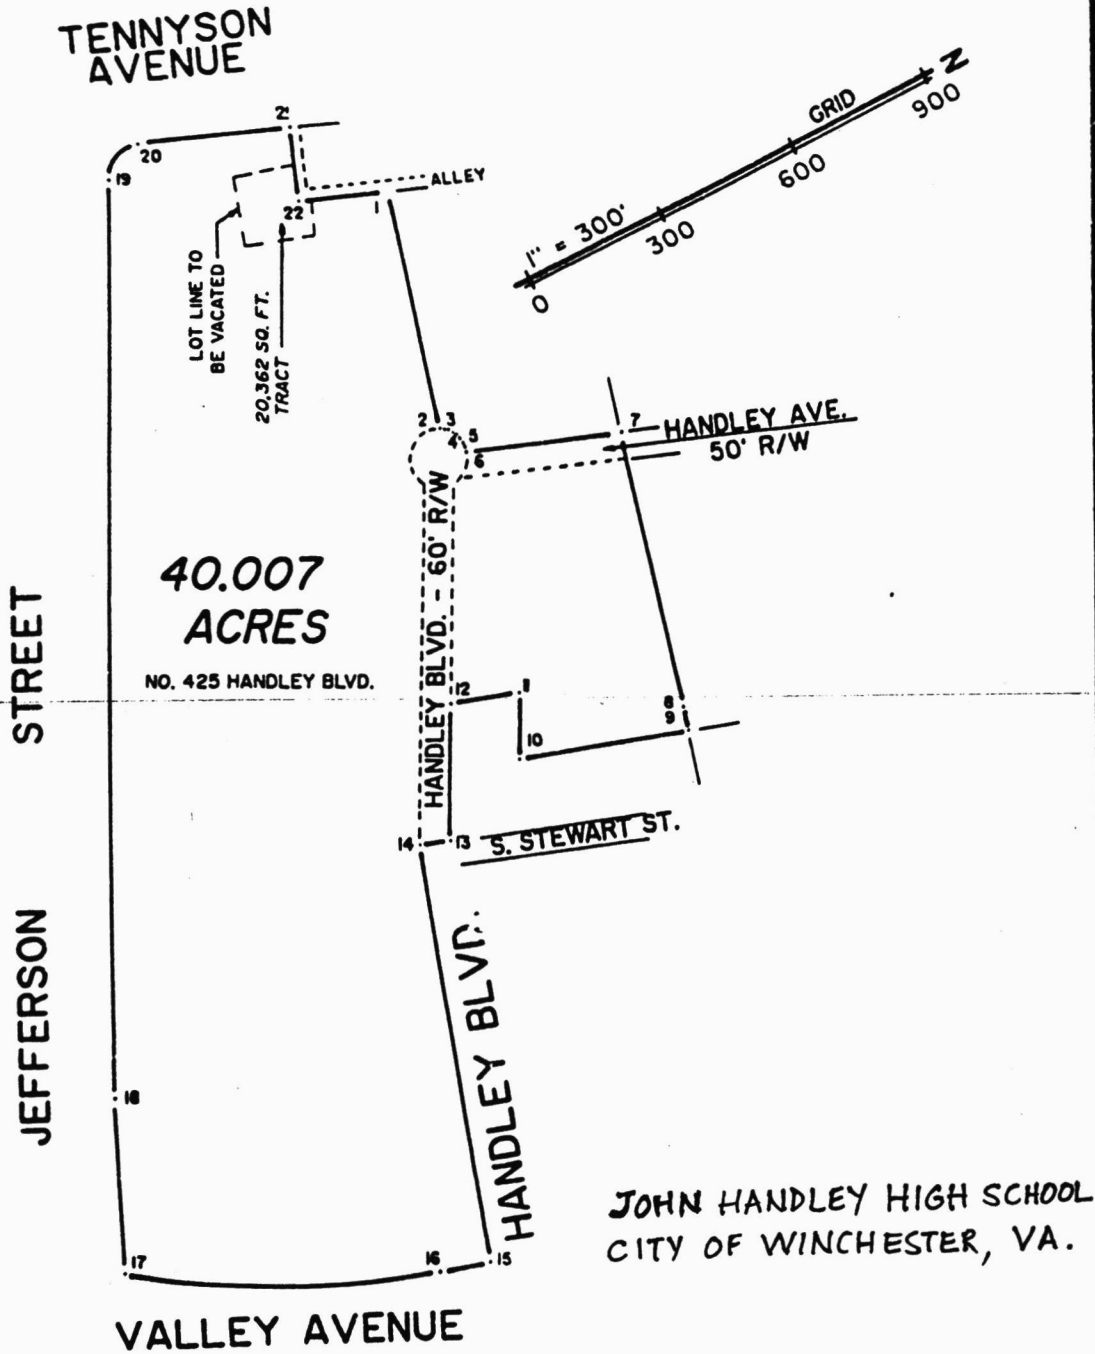 TENNYSON
AVENUE
21
20
19
22
1
ALLEY
LOT LINE TO
BE VACATED
20,362 SQ. FT.
TRACT
N
GRID
1" = 300'
0
300
600
900
2
3
4
5
6
7
HANDLEY AVE.
50' R/W
HANDLEY BLVD. - 60' R/W
40.007
ACRES
NO. 425 HANDLEY BLVD.
8
9
10
11
12
13
14
S. STEWART ST.
JEFFERSON STREET
HANDLEY BLVD.
18
17
16
15
VALLEY AVENUE
JOHN HANDLEY HIGH SCHOOL
CITY OF WINCHESTER, VA.